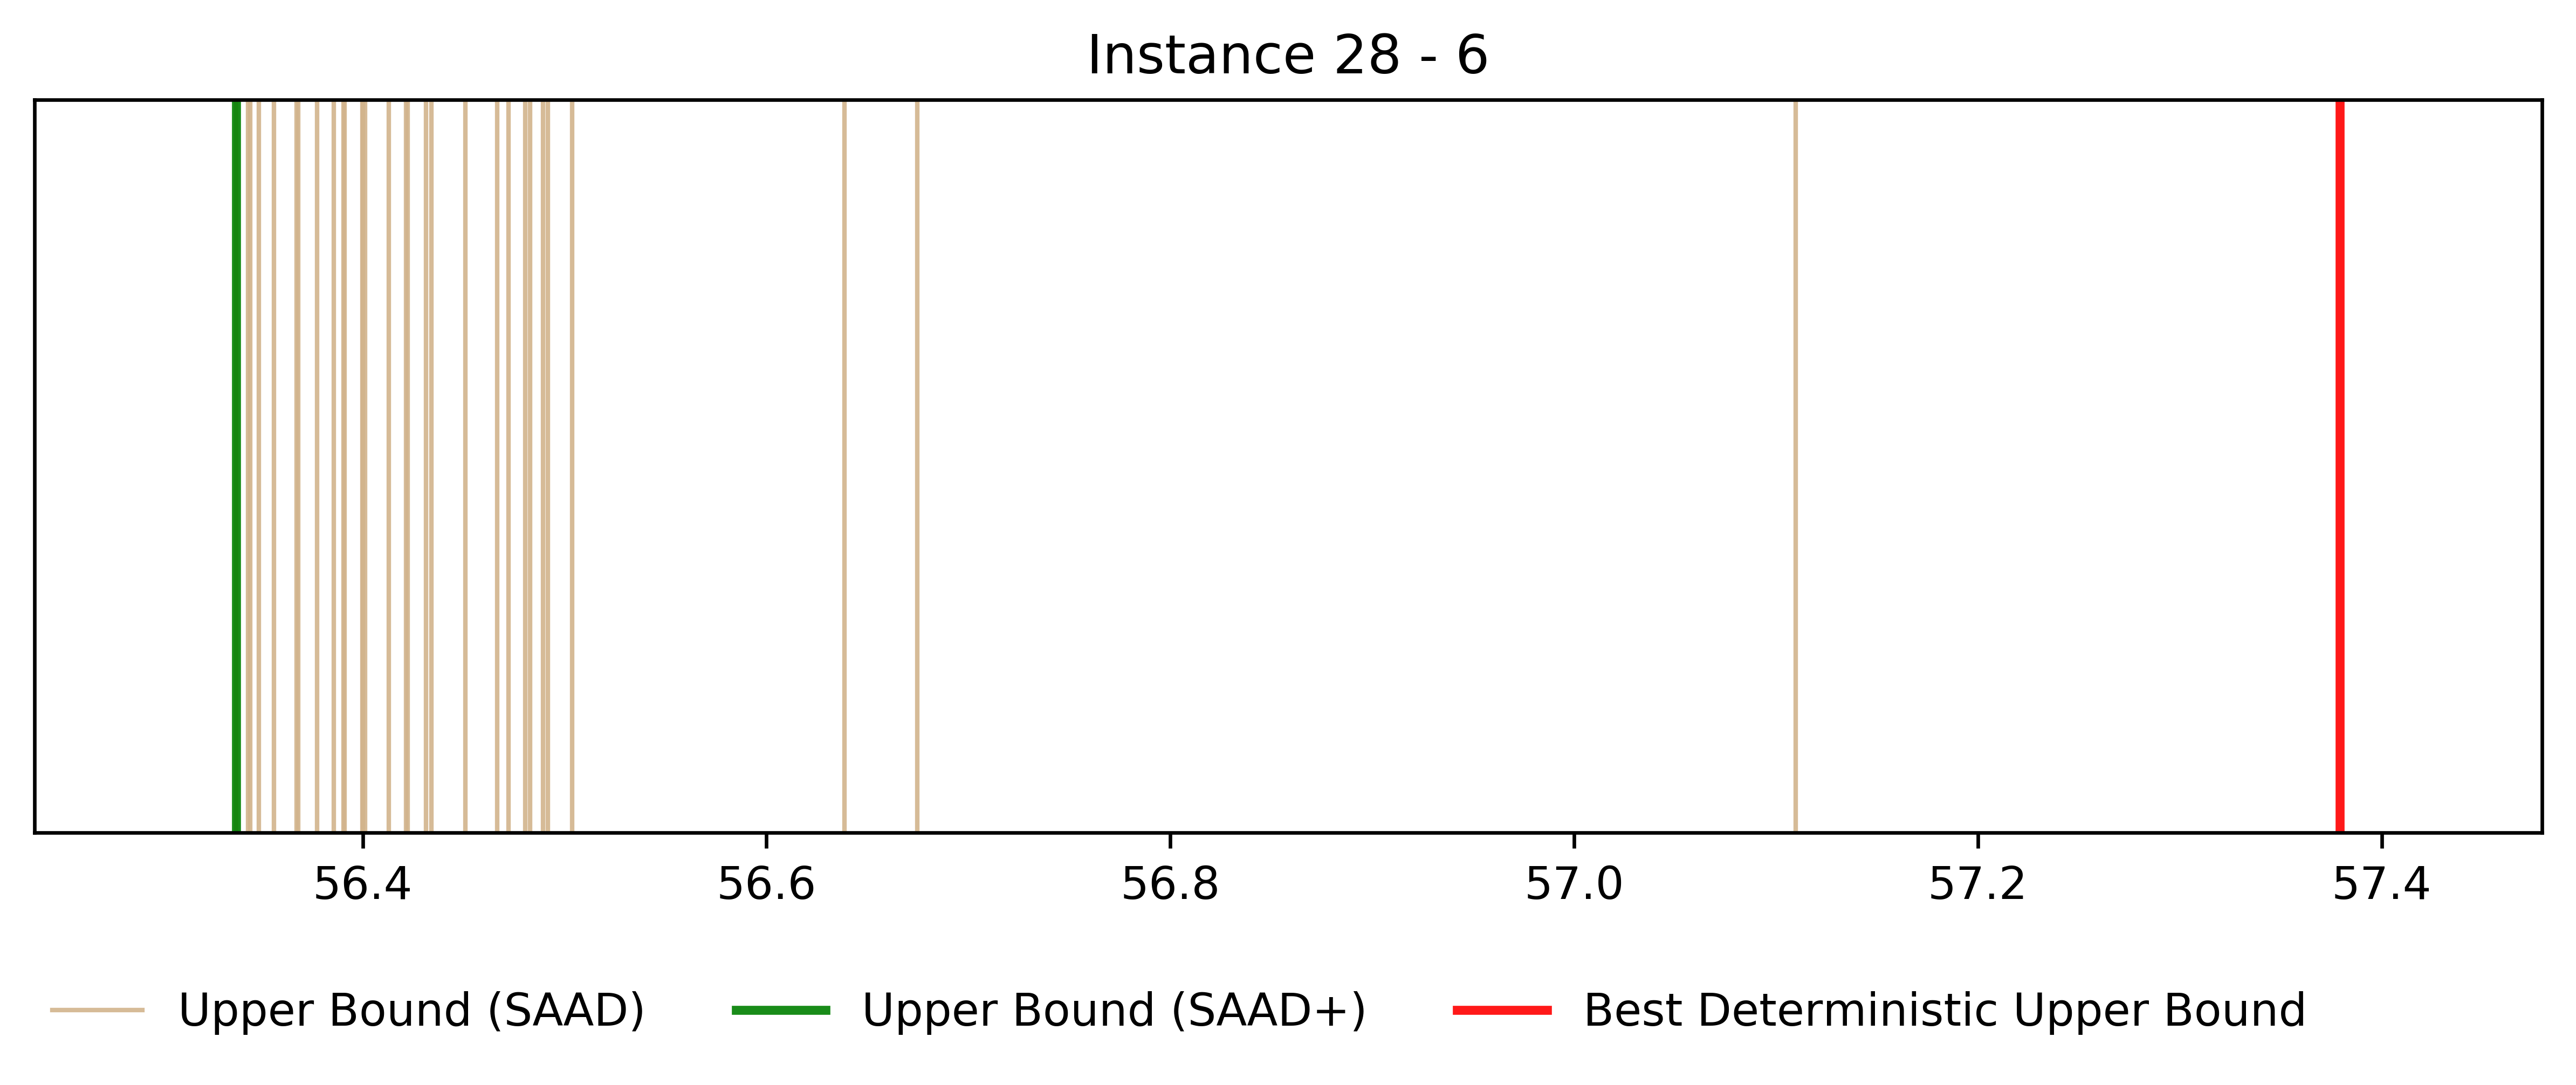 Instance 28 - 6
56.4 56.6 56.8 57.0 57.2 57.4
Upper Bound (SAAD) Upper Bound (SAAD+) Best Deterministic Upper Bound